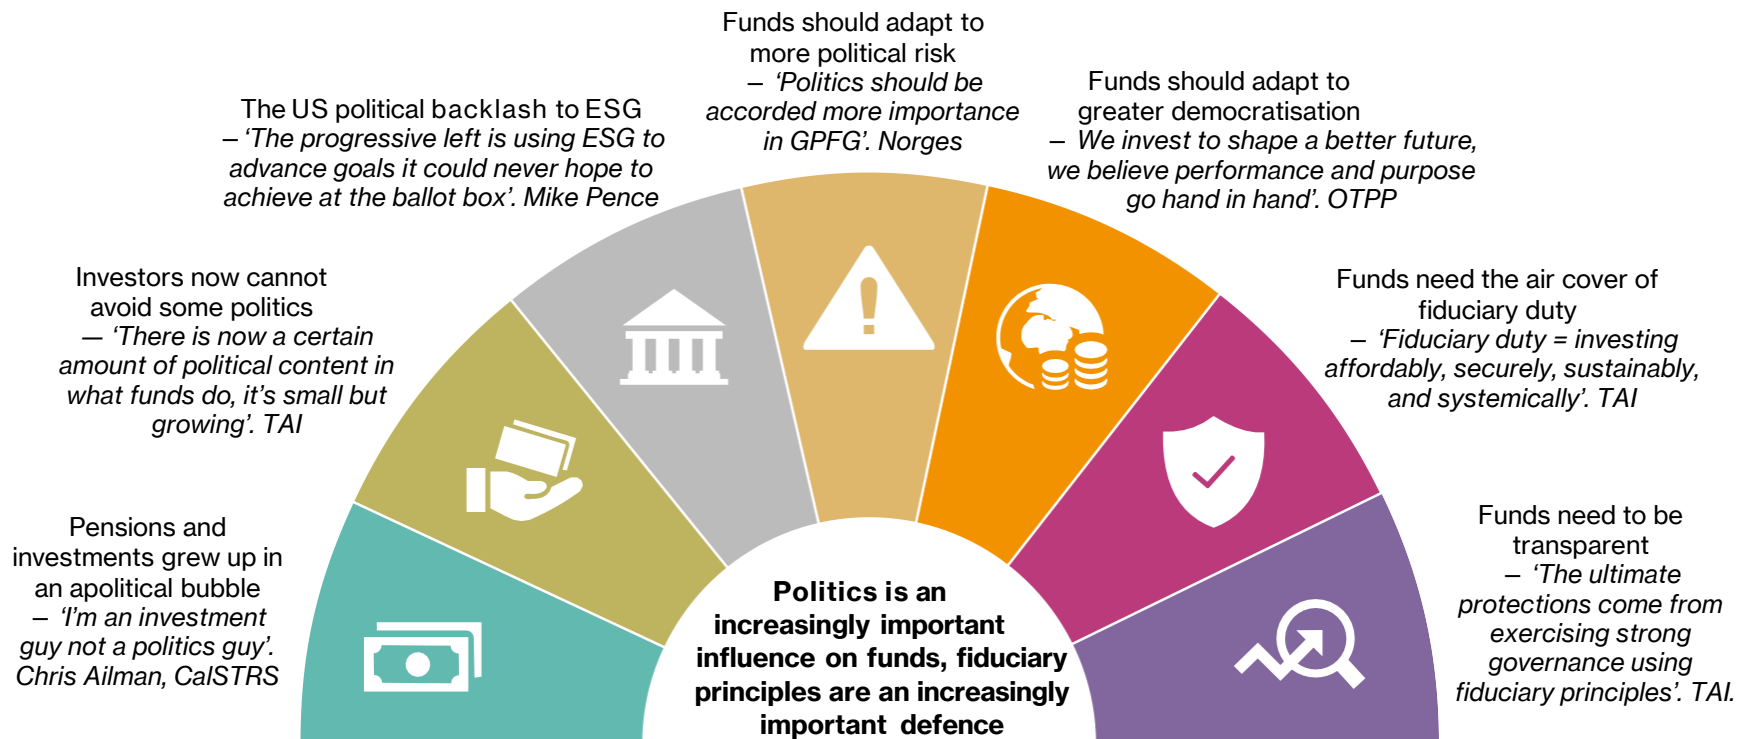 Pensions and
investments grew up in
an apolitical bubble
– ‘I’m an investment
guy not a politics guy’.
Chris Ailman, CalSTRS
Investors now cannot
avoid some politics
— ‘There is now a certain
amount of political content in
what funds do, it’s small but
growing’. TAI
The US political backlash to ESG
– ‘The progressive left is using ESG to
advance goals it could never hope to
achieve at the ballot box’. Mike Pence
Funds should adapt to
more political risk
– ‘Politics should be
accorded more importance
in GPFG’. Norges
Funds should adapt to
greater democratisation
– We invest to shape a better future,
we believe performance and purpose
go hand in hand’. OTPP
Funds need the air cover of
fiduciary duty
– ‘Fiduciary duty = investing
affordably, securely, sustainably,
and systemically’. TAI
Funds need to be
transparent
– ‘The ultimate
protections come from
exercising strong
governance using
fiduciary principles’. TAI.
Politics is an
increasingly important
influence on funds, fiduciary
principles are an increasingly
important defence